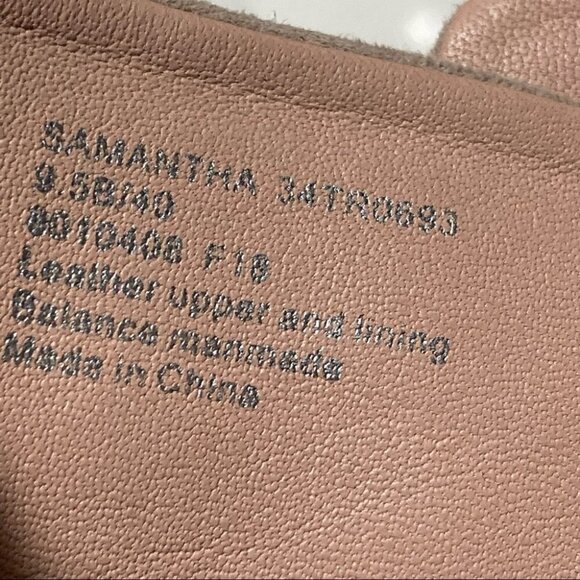 SAMANTHA 34TR0693
9.5B/40
8010408 F18
Leather upper and lining
Balance manmade
Made in China